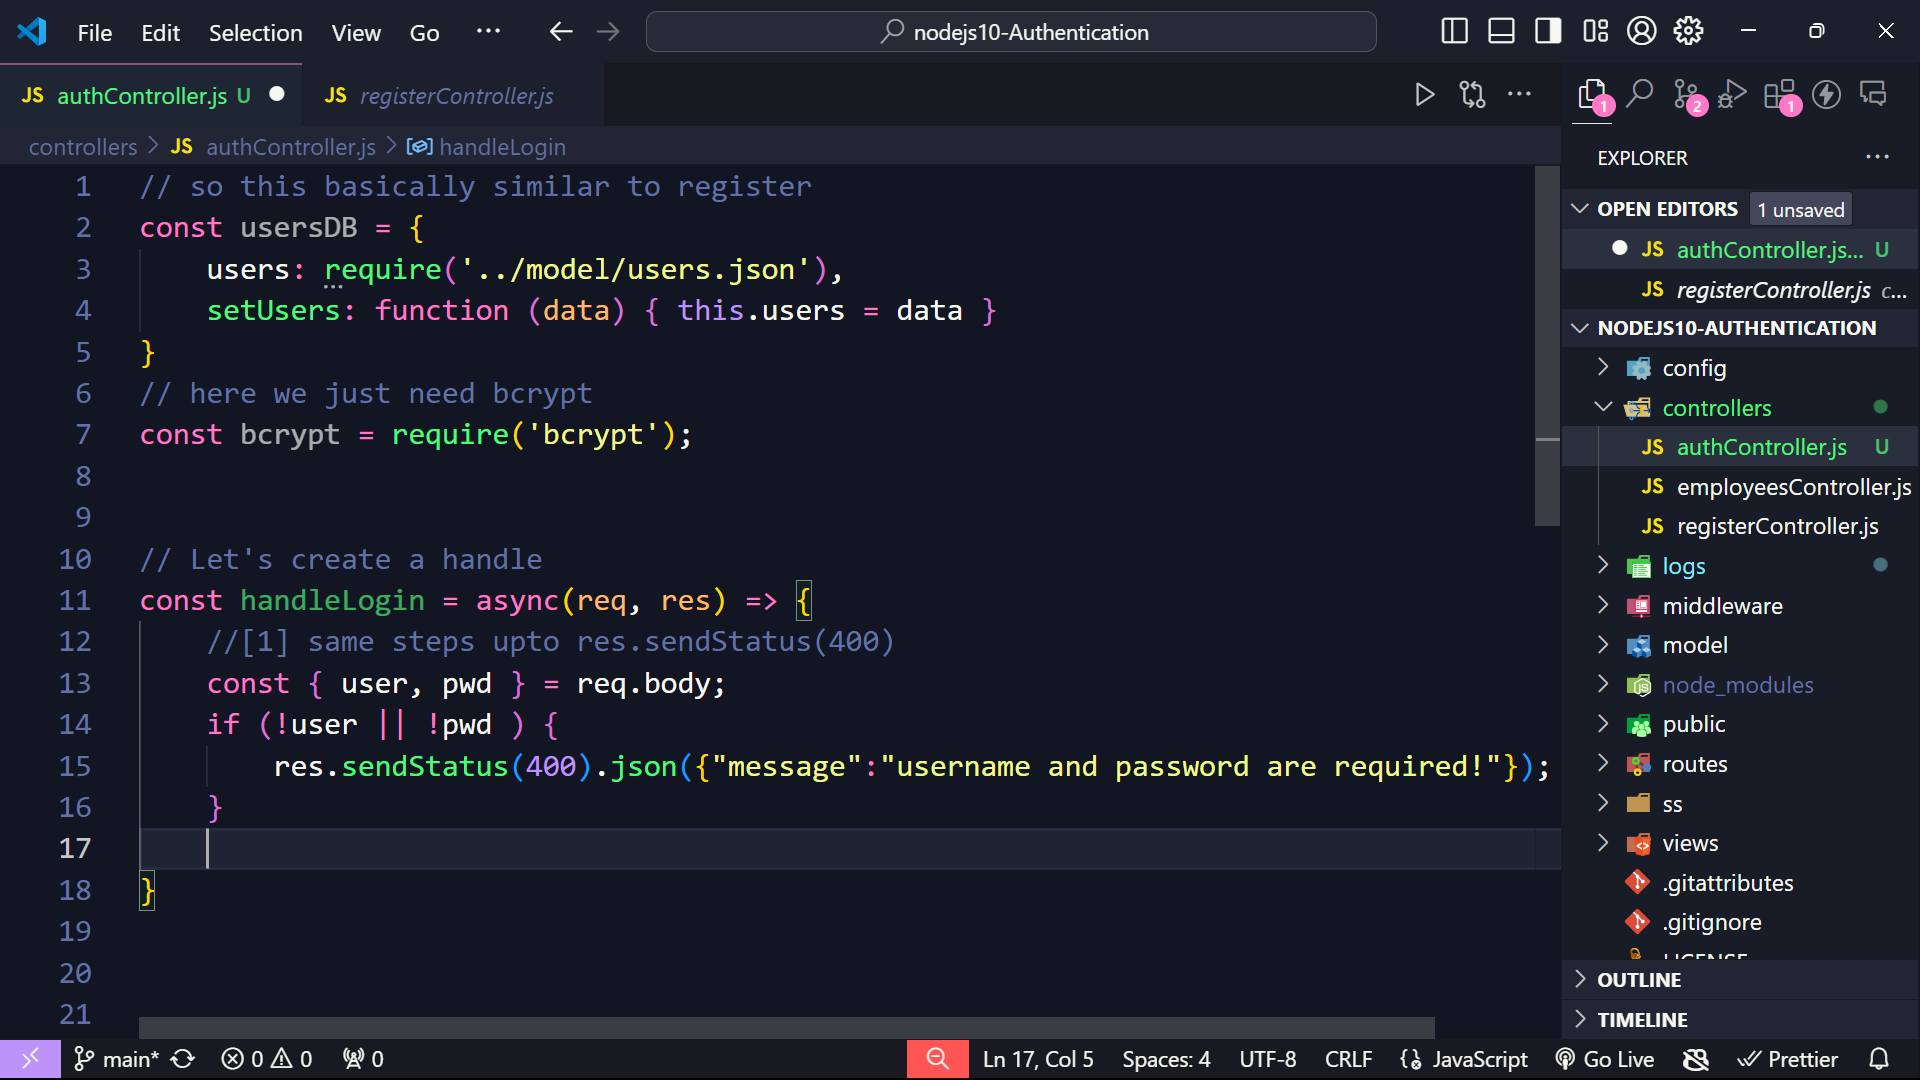 File Edit Selection View Go ··· nodejs10-Authentication
JS authController.js U JS registerController.js
controllers > JS authController.js > handleLogin
1 // so this basically similar to register
2 const usersDB = {
3 users: require('../model/users.json'),
4 setUsers: function (data) { this.users = data }
5 }
6 // here we just need bcrypt
7 const bcrypt = require('bcrypt');
8
9
10 // Let's create a handle
11 const handleLogin = async(req, res) => {
12 //[1] same steps upto res.sendStatus(400)
13 const { user, pwd } = req.body;
14 if (!user || !pwd ) {
15 res.sendStatus(400).json({"message":"username and password are required!"});
16 }
17
18 }
19
20
21
1 2 1
EXPLORER ···
OPEN EDITORS 1 unsaved
JS authController.js... U
JS registerController.js c...
NODEJS10-AUTHENTICATION
config
controllers
JS authController.js U
JS employeesController.js
JS registerController.js
logs
middleware
model
node_modules
public
routes
ss
views
.gitattributes
.gitignore
LICENSE
OUTLINE
TIMELINE
main* 0 0 0 Ln 17, Col 5 Spaces: 4 UTF-8 CRLF {} JavaScript Go Live Prettier